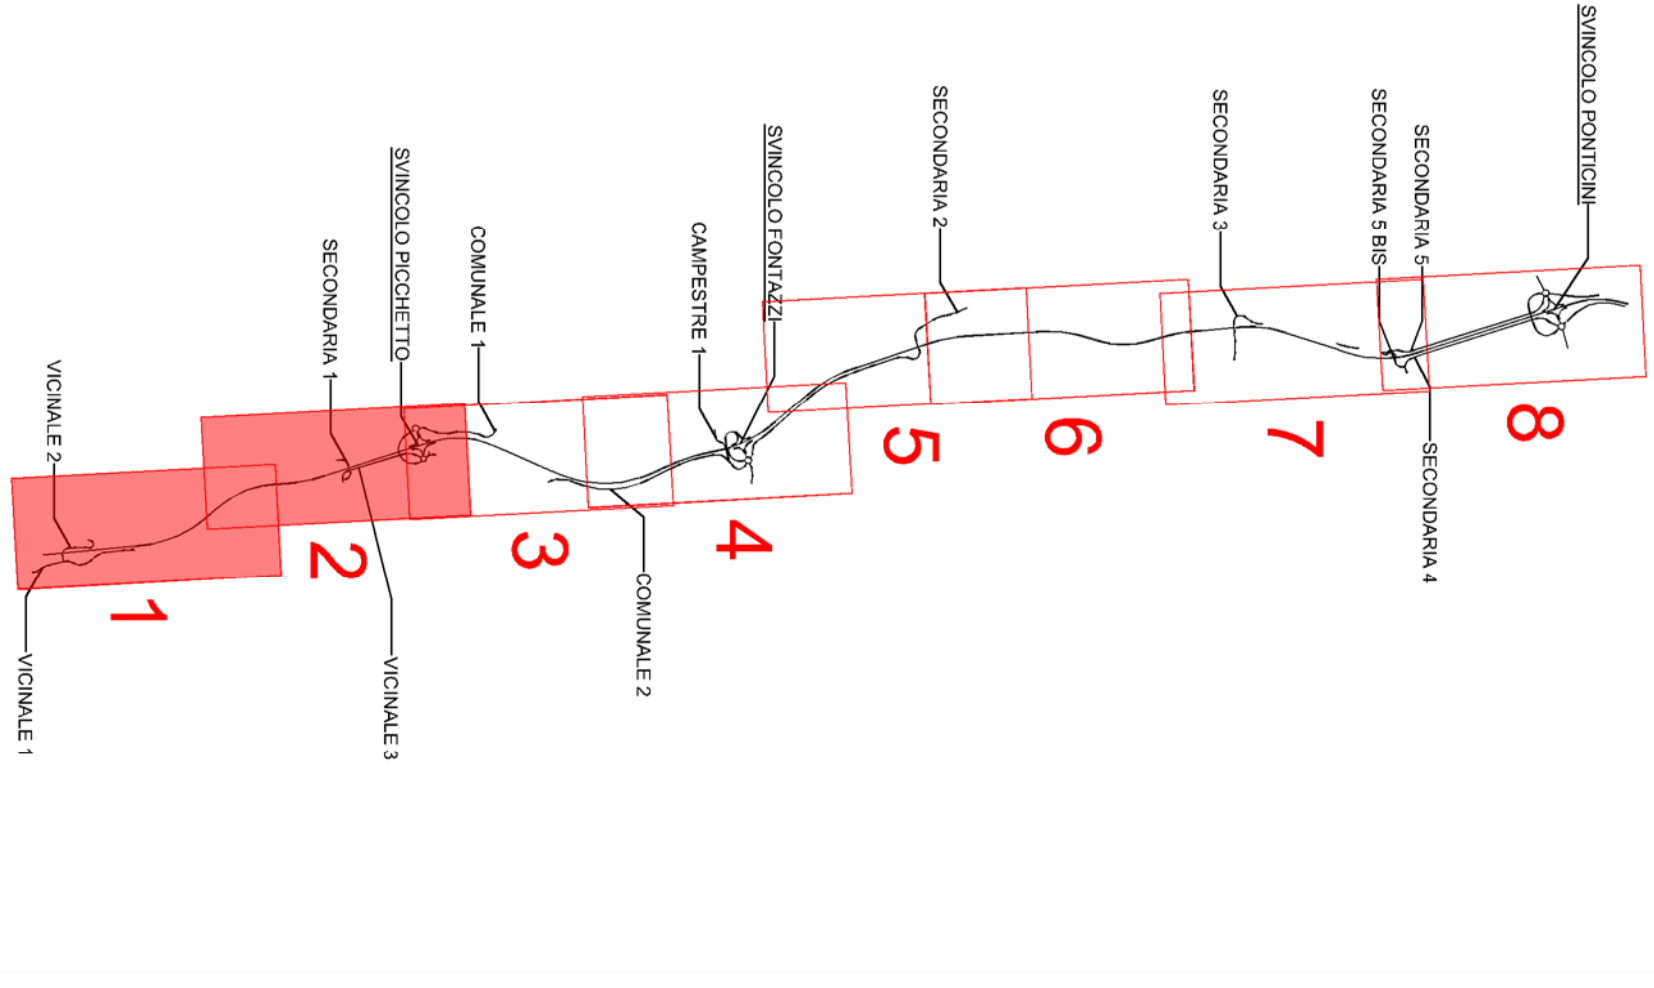 SVINCOLO PONTICINI
SECONDARIA 5
SECONDARIA 5 BIS
SECONDARIA 4
SECONDARIA 3
SECONDARIA 2
SVINCOLO FONTAZZI
CAMPESTRE 1
COMUNALE 2
COMUNALE 1
SVINCOLO PICCHETTO
SECONDARIA 1
VICINALE 3
VICINALE 2
VICINALE 1
1
2
3
4
5
6
7
8